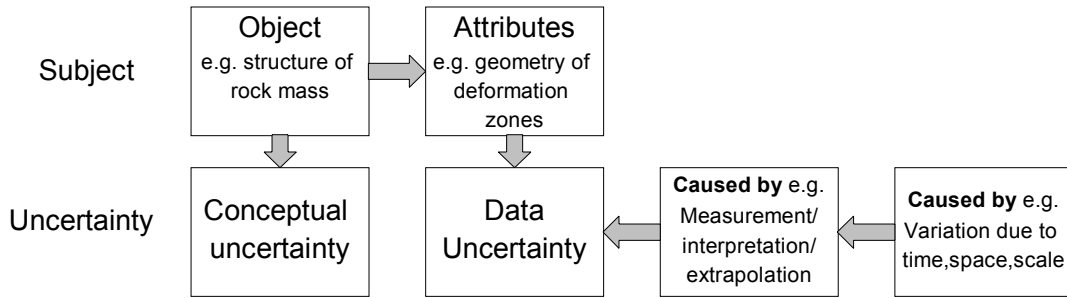 Subject
Object
e.g. structure of
rock mass
Attributes
e.g. geometry of
deformation
zones
Uncertainty
Conceptual
uncertainty
Data
Uncertainty
Caused by e.g.
Measurement/
interpretation/
extrapolation
Caused by e.g.
Variation due to
time,space,scale